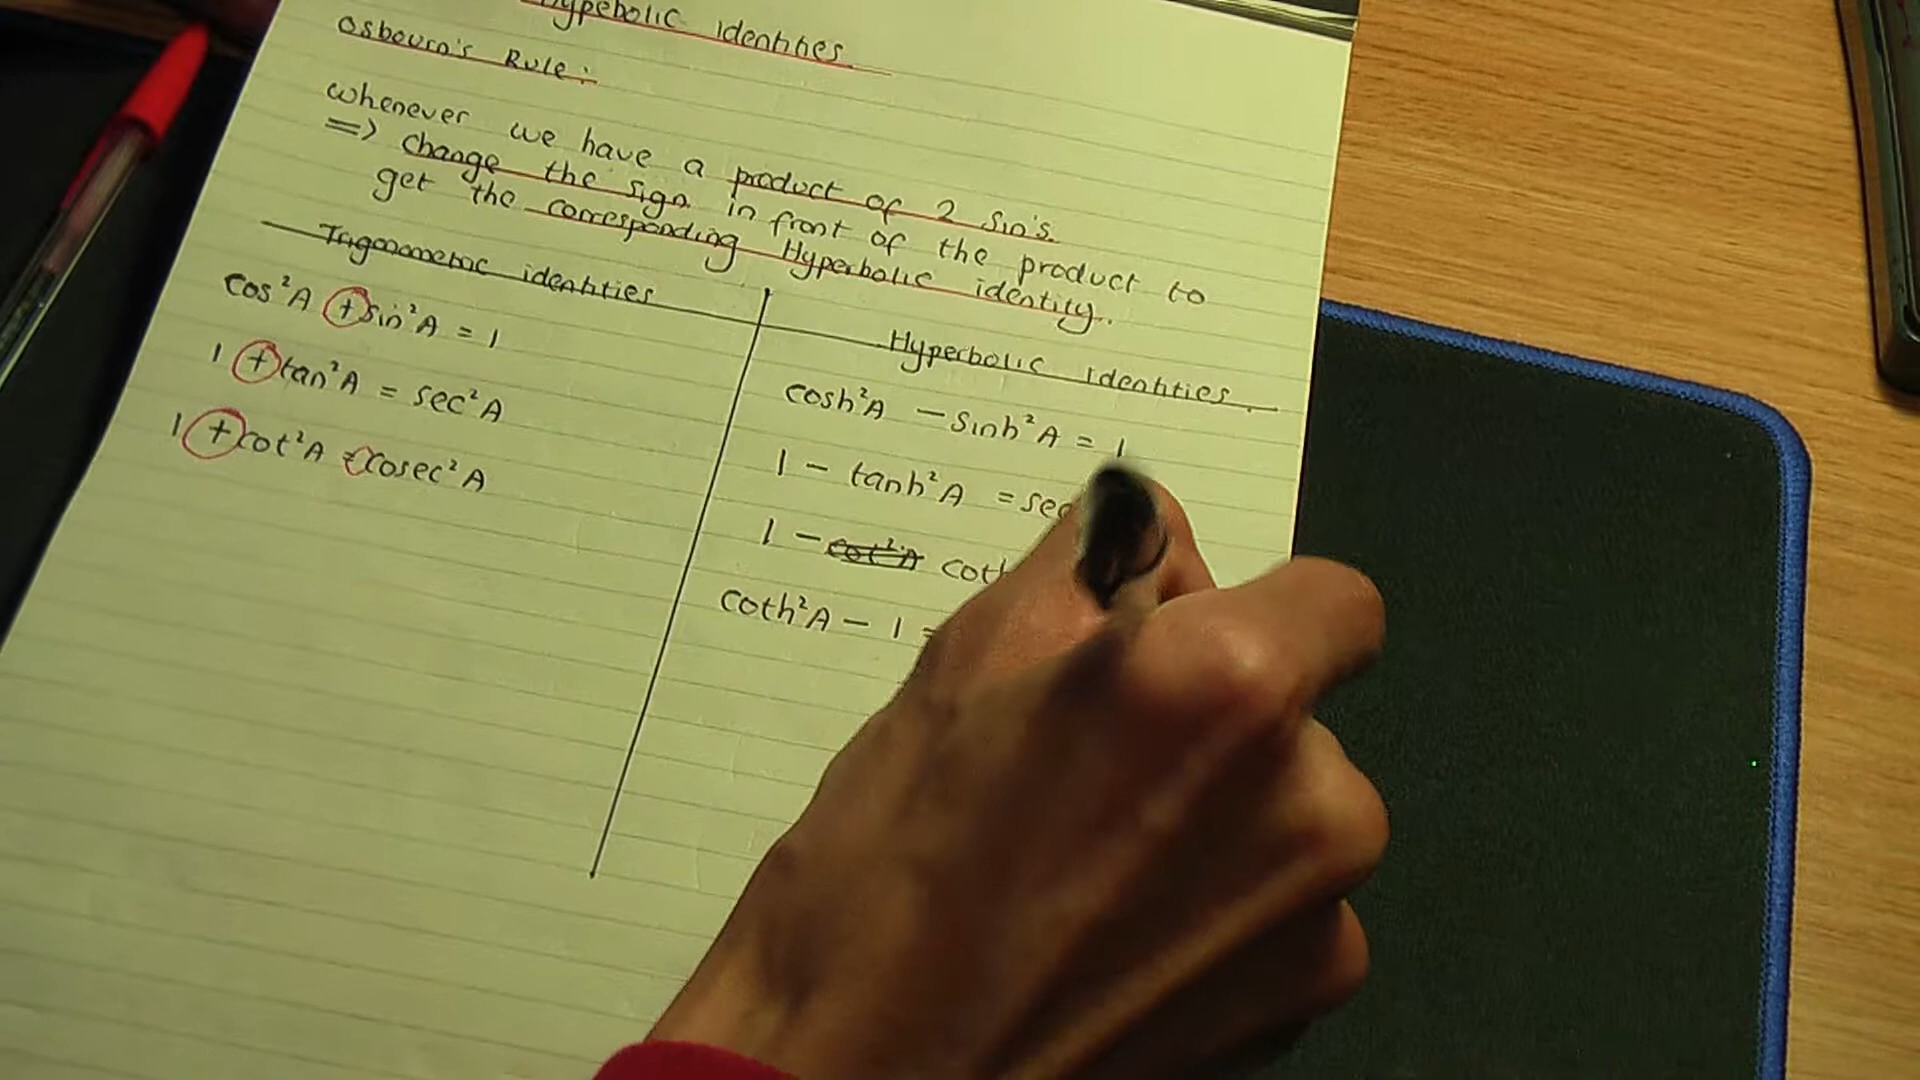 Hypebolic identities
Osbourn's Rule:
whenever we have a product of 2 Sin's.
=> change the sign in front of the product to
get the corresponding Hyperbolic identity.
Trigonometric identities
cos²A + sin²A = 1
1 + tan²A = sec²A
1 + cot²A = cosec²A
Hyperbolic identities
cosh²A - sinh²A = 1
1 - tanh²A = sec
1 - cot²A coth
coth²A - 1 =